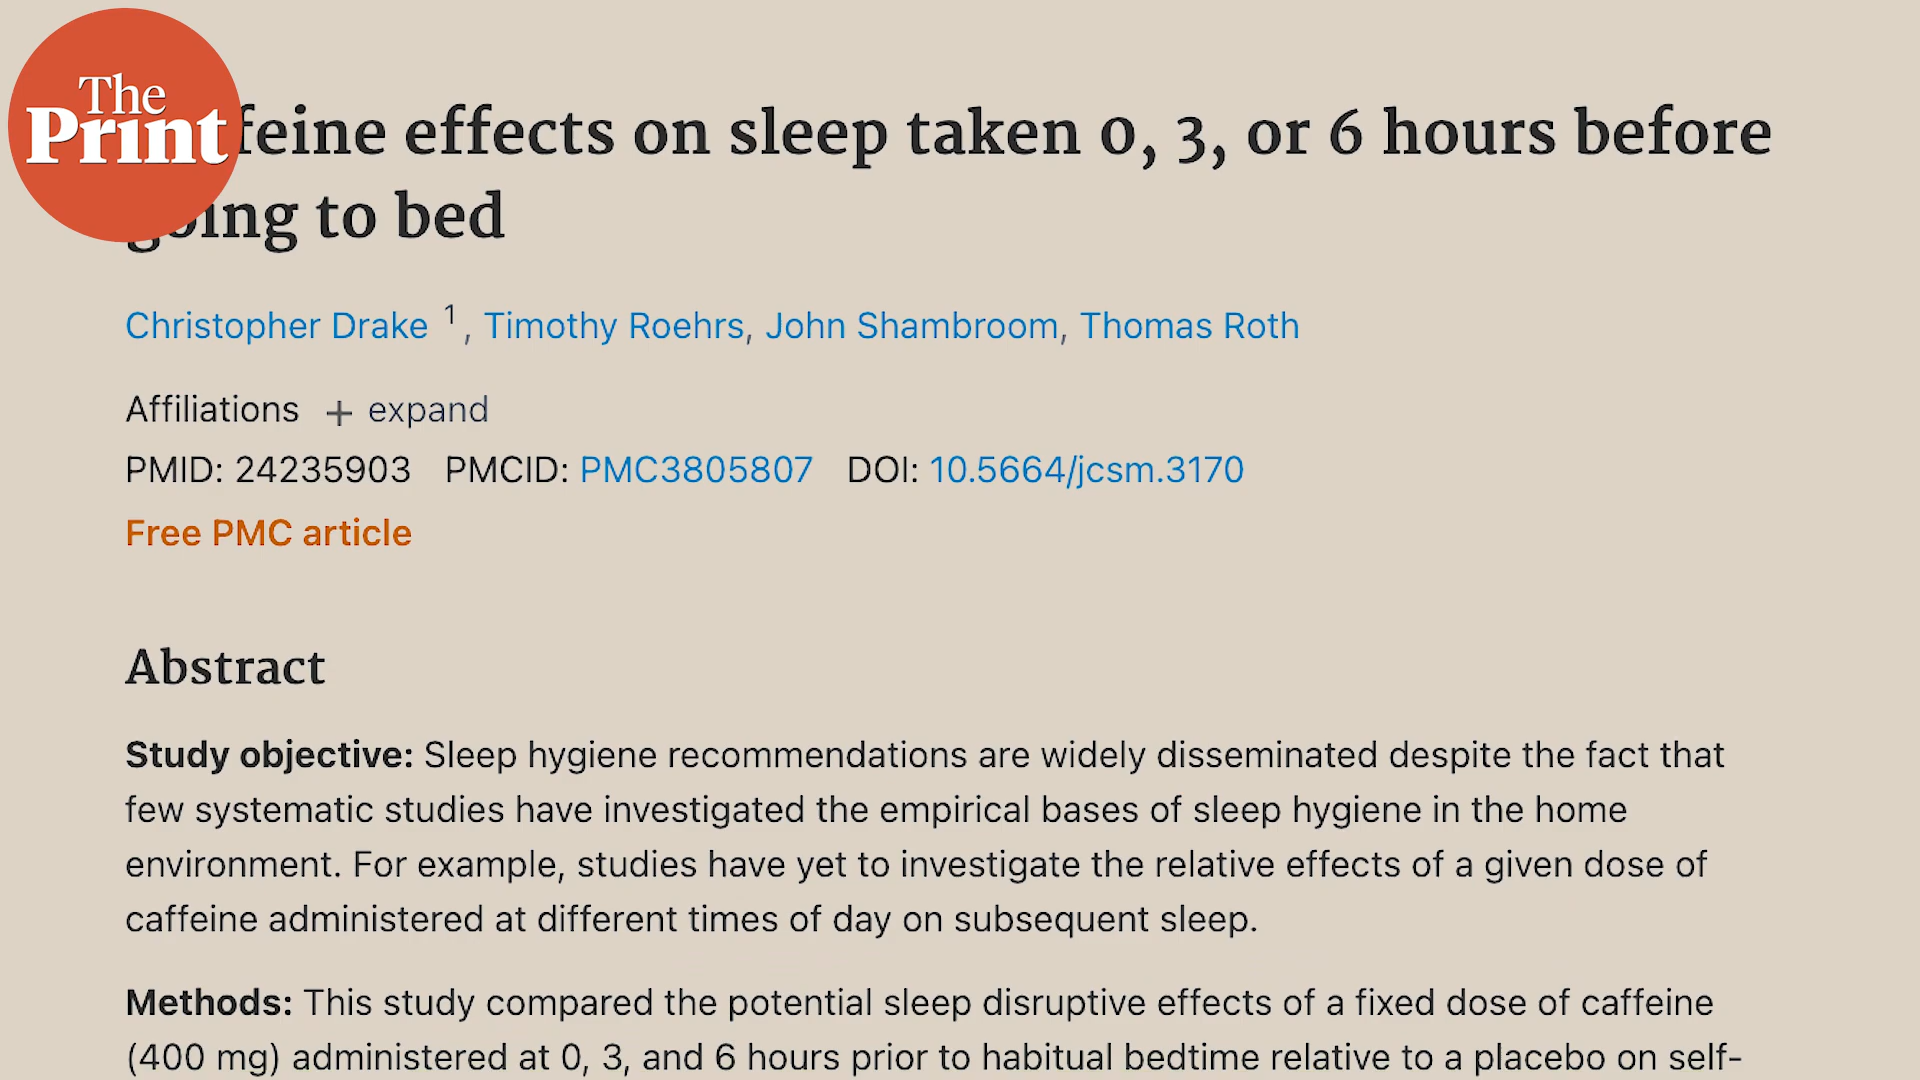 The
Print
feine effects on sleep taken 0, 3, or 6 hours before
going to bed
Christopher Drake 1, Timothy Roehrs, John Shambroom, Thomas Roth
Affiliations + expand
PMID: 24235903 PMCID: PMC3805807 DOI: 10.5664/jcsm.3170
Free PMC article
Abstract
Study objective: Sleep hygiene recommendations are widely disseminated despite the fact that
few systematic studies have investigated the empirical bases of sleep hygiene in the home
environment. For example, studies have yet to investigate the relative effects of a given dose of
caffeine administered at different times of day on subsequent sleep.
Methods: This study compared the potential sleep disruptive effects of a fixed dose of caffeine
(400 mg) administered at 0, 3, and 6 hours prior to habitual bedtime relative to a placebo on self-